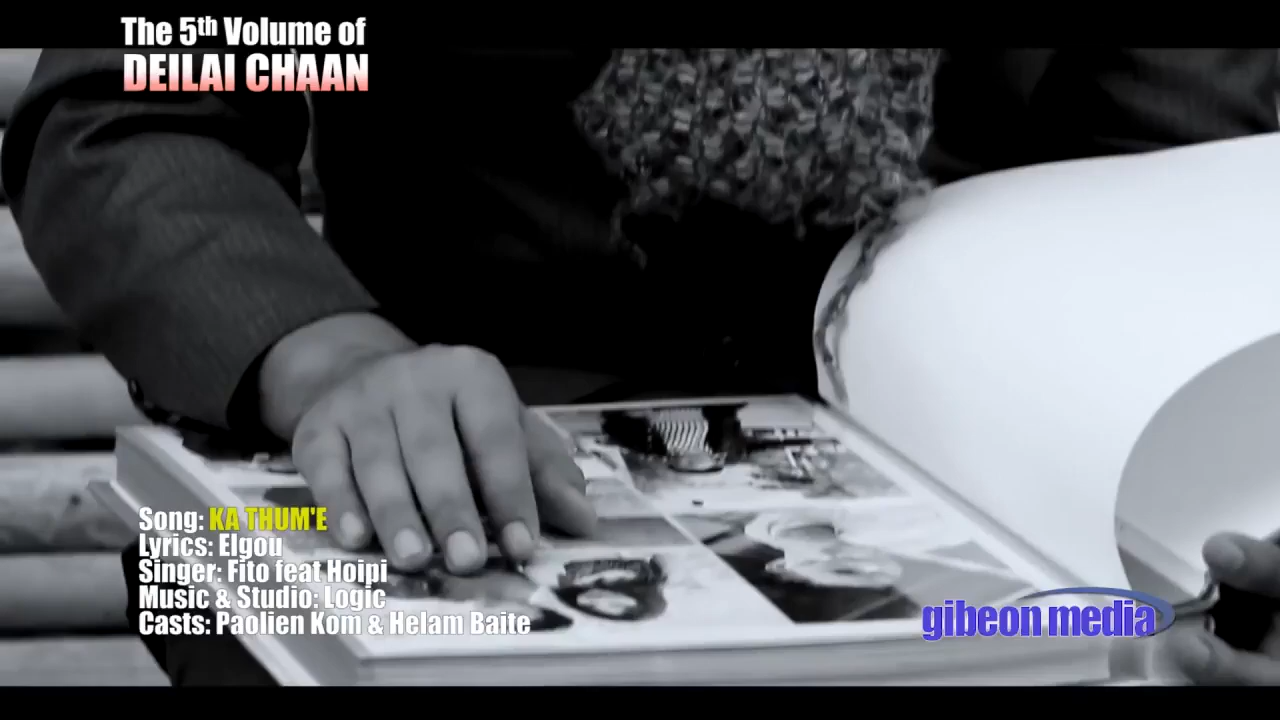 The 5th Volume of
DEILAI CHAAN
Song: KA THUM'E
Lyrics: Elgou
Singer: Fito feat Hoipi
Music & Studio: Logic
Casts: Paolien Kom & Helam Baite
gibeon media